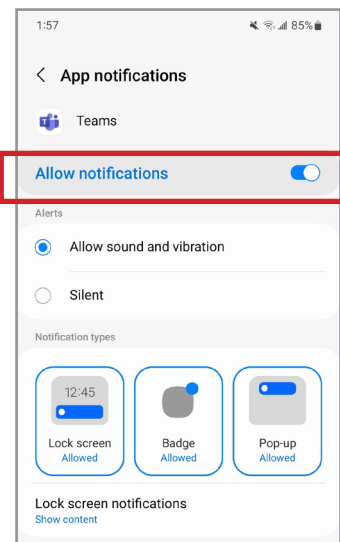 1:57 85%
App notifications
Teams
Allow notifications
Alerts
Allow sound and vibration
Silent
Notification types
12:45
Lock screen Badge Pop-up
Allowed Allowed Allowed
Lock screen notifications
Show content